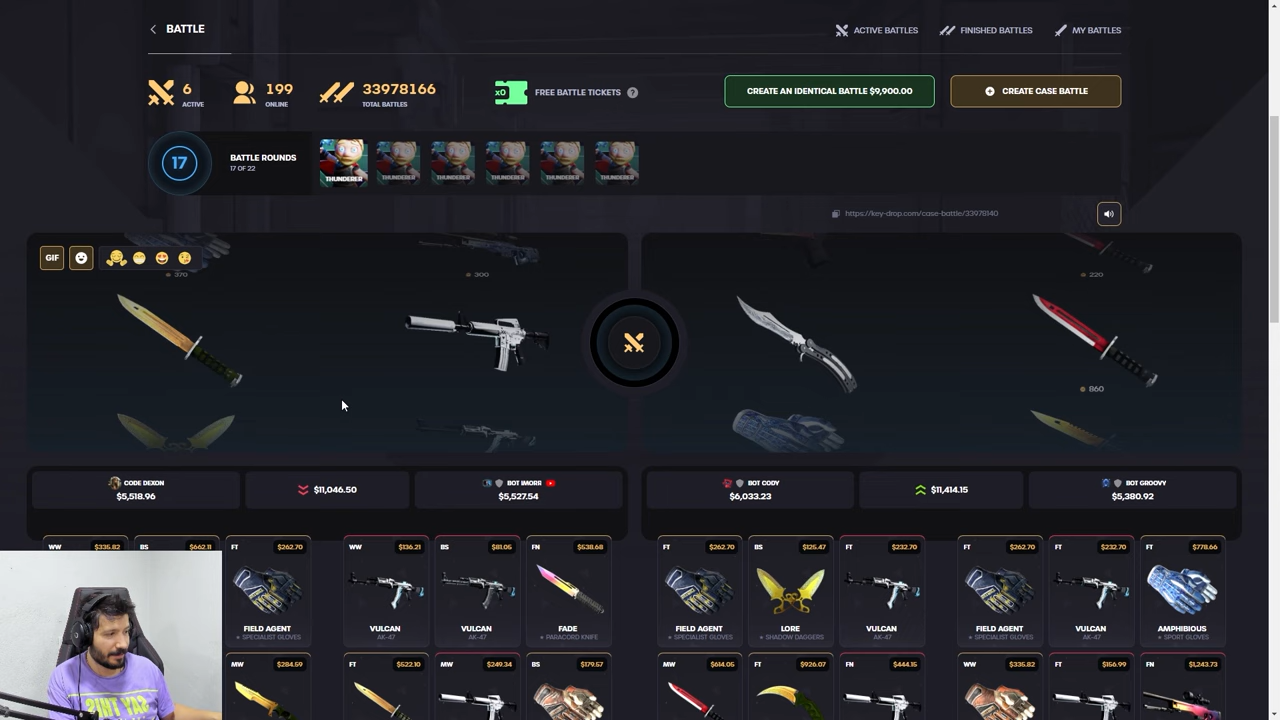 BATTLE
ACTIVE BATTLES
FINISHED BATTLES
MY BATTLES
6
ACTIVE
199
ONLINE
33978166
TOTAL BATTLES
x0
FREE BATTLE TICKETS ?
CREATE AN IDENTICAL BATTLE $9,900.00
CREATE CASE BATTLE
17
BATTLE ROUNDS
17 OF 22
THUNDERER
THUNDERER
THUNDERER
THUNDERER
THUNDERER
THUNDERER
https://key-drop.com/case-battle/33978140
GIF
370
300
220
860
CODE DEXON
$5,518.96
$11,046.50
BOT IMORR
$5,527.54
BOT CODY
$6,033.23
$11,414.15
BOT GROOVY
$5,380.92
WW $335.82
BS $662.11
FT $262.70
WW $136.21
BS $81.05
FN $538.68
FT $262.70
BS $125.47
FT $232.70
FT $262.70
FT $232.70
FT $778.66
FIELD AGENT
★ SPECIALIST GLOVES
VULCAN
AK-47
VULCAN
AK-47
FADE
★ PARACORD KNIFE
FIELD AGENT
★ SPECIALIST GLOVES
LORE
★ SHADOW DAGGERS
VULCAN
AK-47
FIELD AGENT
★ SPECIALIST GLOVES
VULCAN
AK-47
AMPHIBIOUS
★ SPORT GLOVES
MW $284.59
FT $522.10
MW $249.34
BS $179.57
MW $614.05
FT $926.07
FN $444.15
WW $335.82
FT $156.99
FN $1,243.73